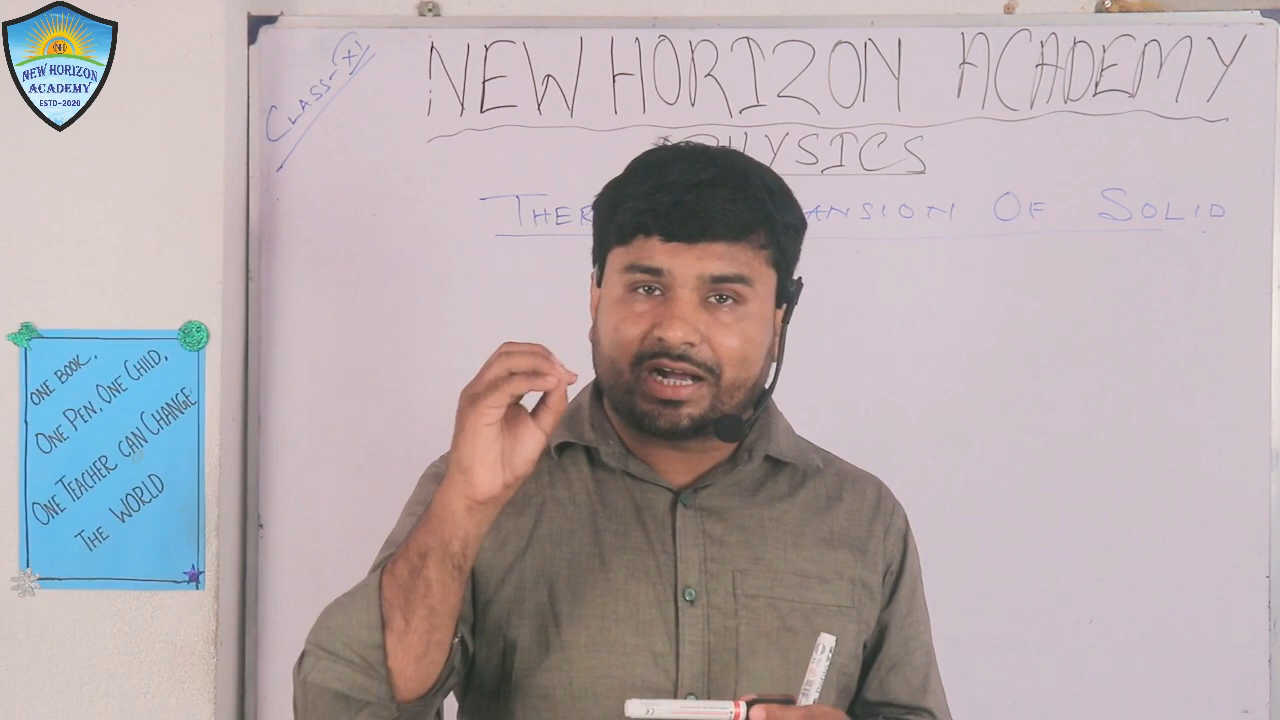 NEW HORIZON
ACADEMY
ESTD-2020
CLASS-XI
NEW HORIZON ACADEMY
PHYSICS
THER ANSION OF SOLID
ONE BOOK,
ONE PEN, ONE CHILD,
ONE TEACHER CAN CHANGE
THE WORLD